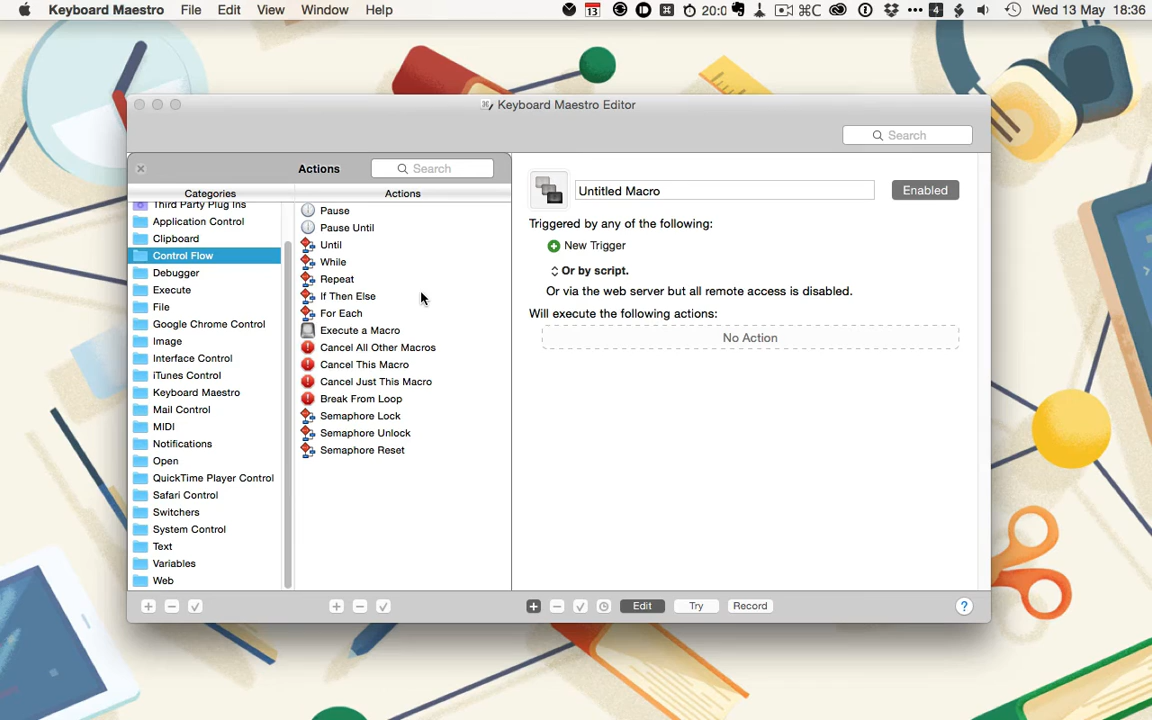 Keyboard Maestro File Edit View Window Help 13 20:0 ⌘C 4 Wed 13 May 18:36
Keyboard Maestro Editor
Search
Actions Search
Categories Actions
Third Party Plug Ins
Application Control
Clipboard
Control Flow
Debugger
Execute
File
Google Chrome Control
Image
Interface Control
iTunes Control
Keyboard Maestro
Mail Control
MIDI
Notifications
Open
QuickTime Player Control
Safari Control
Switchers
System Control
Text
Variables
Web
Pause
Pause Until
Until
While
Repeat
If Then Else
For Each
Execute a Macro
Cancel All Other Macros
Cancel This Macro
Cancel Just This Macro
Break From Loop
Semaphore Lock
Semaphore Unlock
Semaphore Reset
Untitled Macro Enabled
Triggered by any of the following:
New Trigger
Or by script.
Or via the web server but all remote access is disabled.
Will execute the following actions:
No Action
Edit Try Record ?